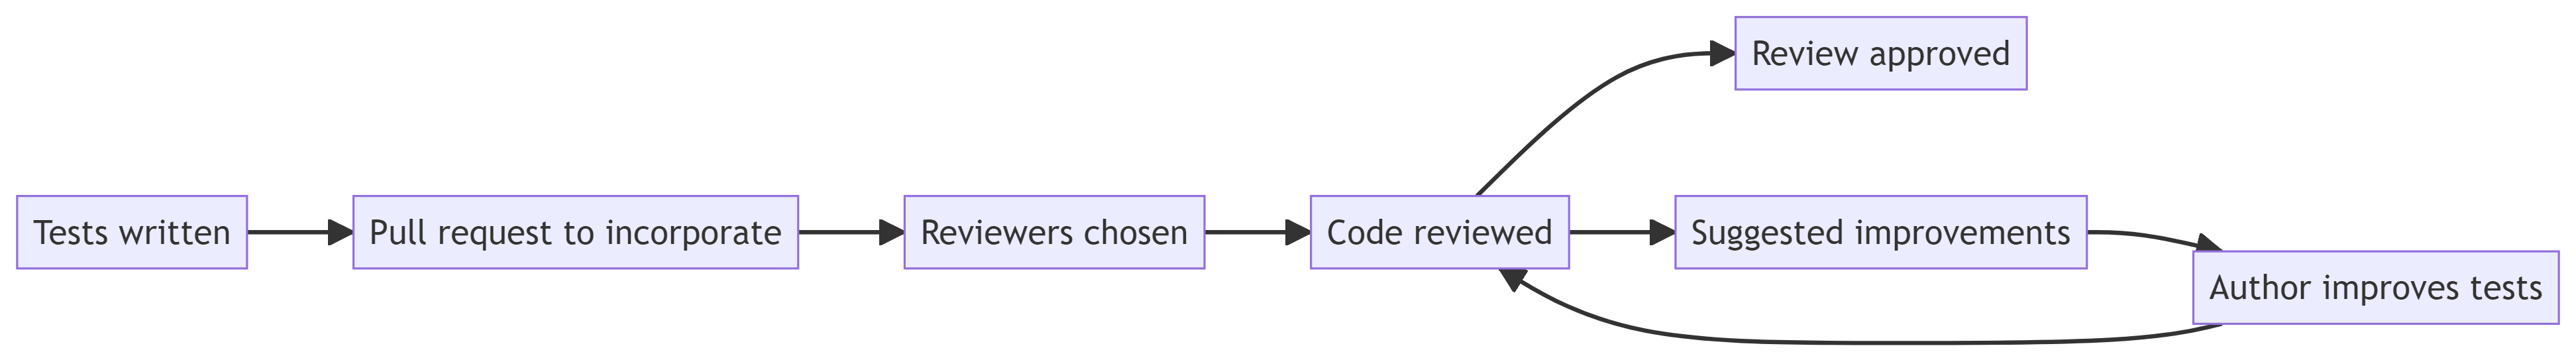 Review approved
Tests written
Pull request to incorporate
Reviewers chosen
Code reviewed
Suggested improvements
Author improves tests